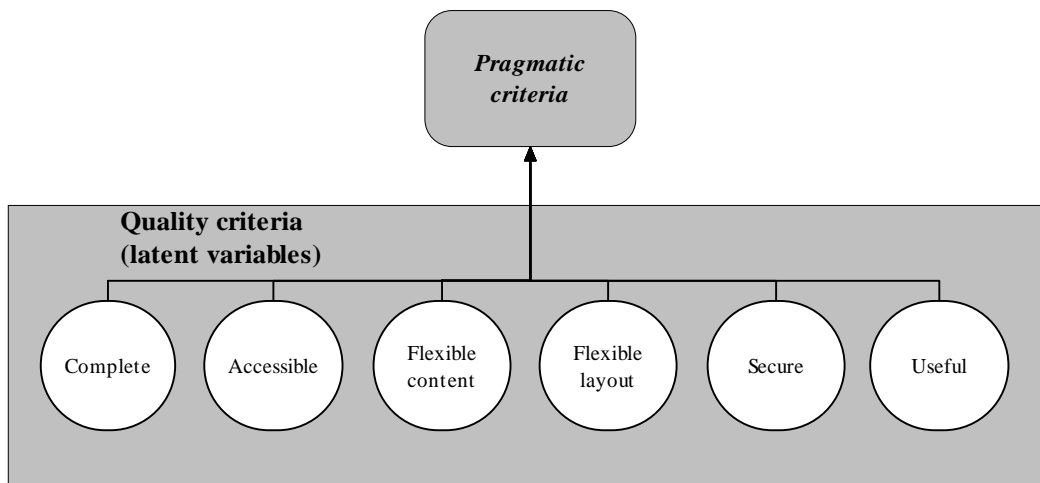 Pragmatic
criteria
Quality criteria
(latent variables)
Complete
Accessible
Flexible
content
Flexible
layout
Secure
Useful